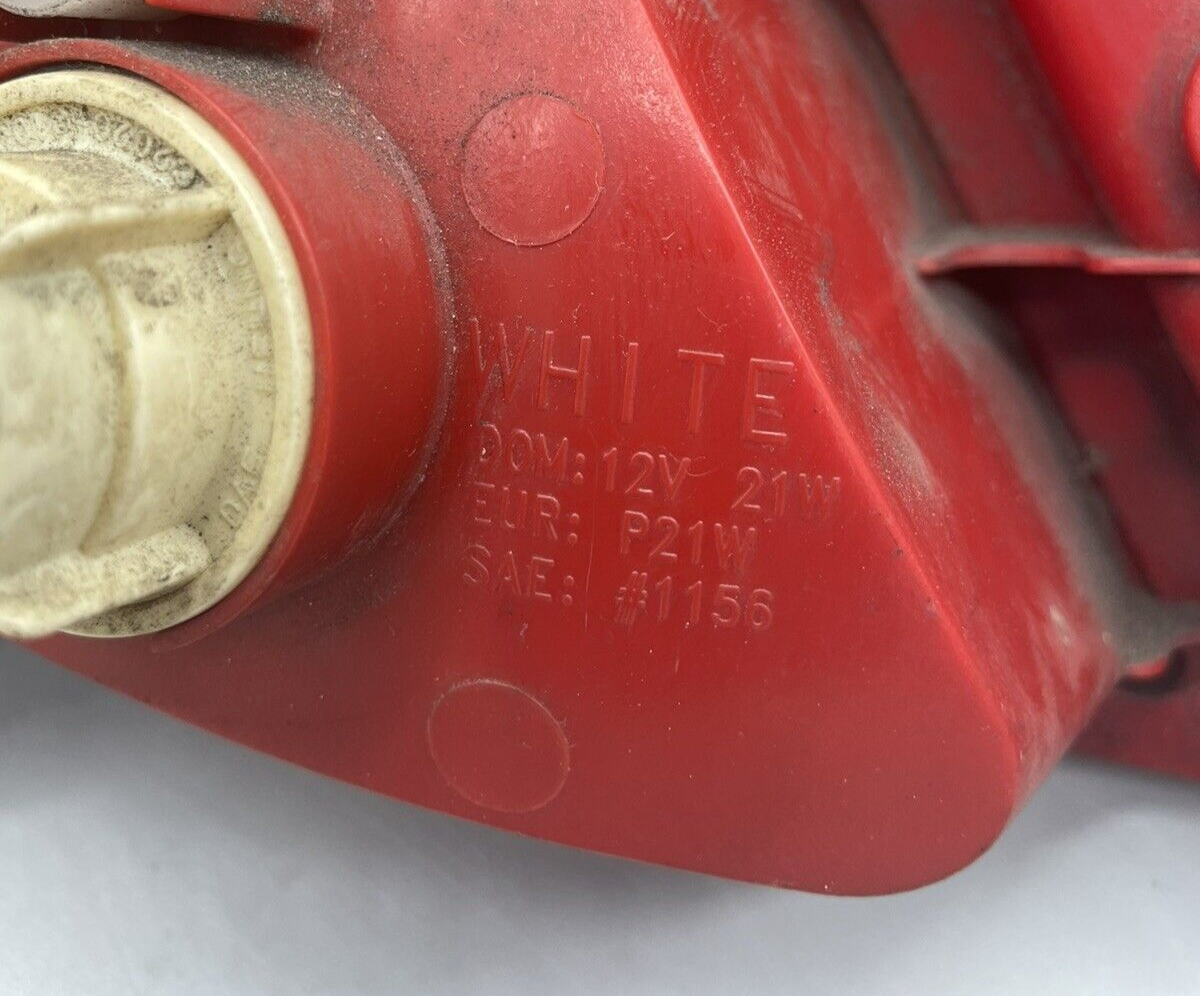 WHITE
DOM: 12V 21W
EUR: P21W
SAE: #1156